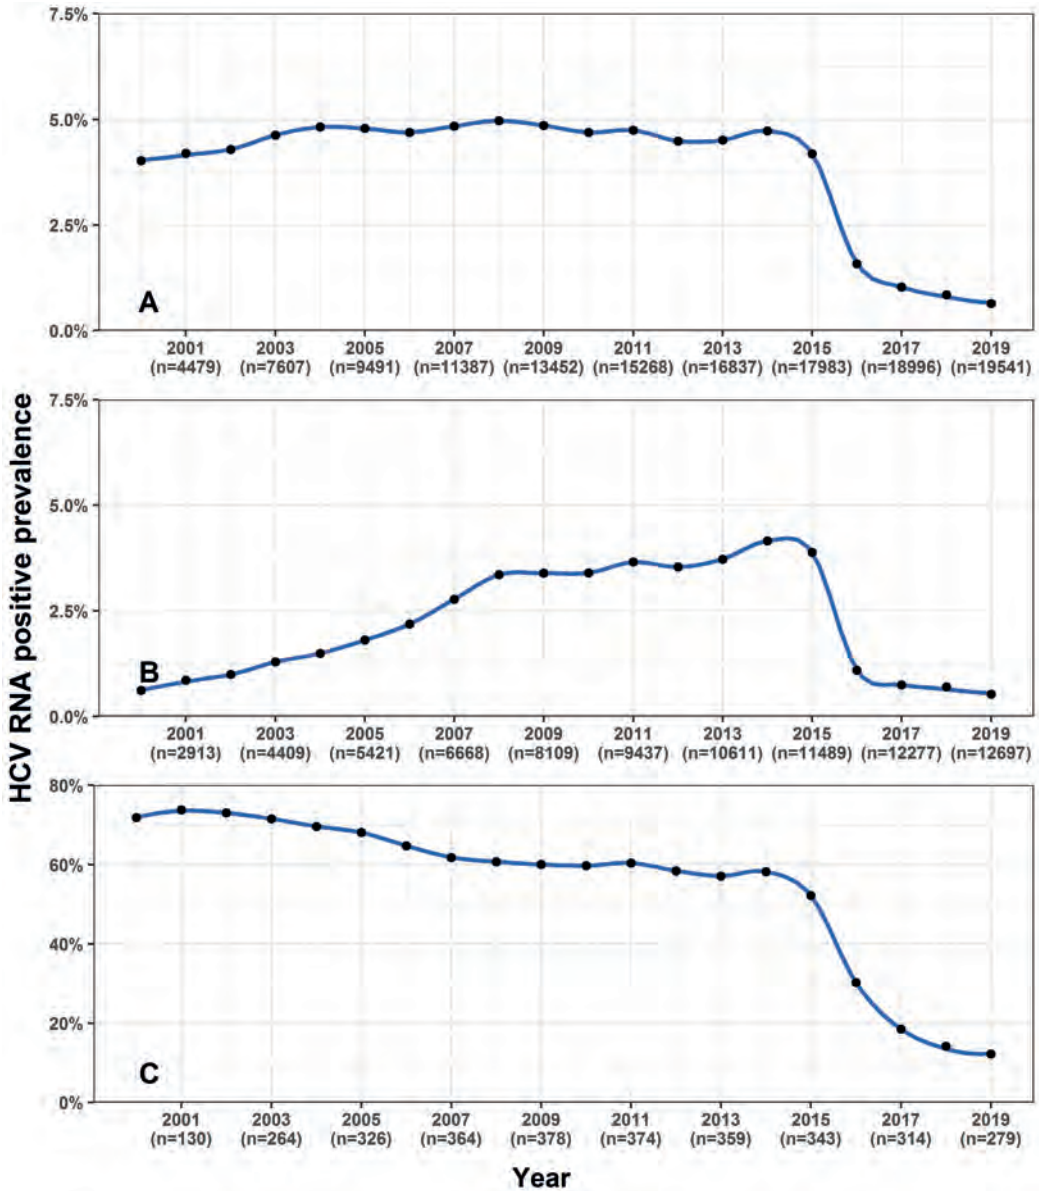 HCV RNA positive prevalence
7.5%
5.0%
2.5%
0.0%
A
2001 2003 2005 2007 2009 2011 2013 2015 2017 2019
(n=4479) (n=7607) (n=9491) (n=11387) (n=13452) (n=15268) (n=16837) (n=17983) (n=18996) (n=19541)
7.5%
5.0%
2.5%
0.0%
B
2001 2003 2005 2007 2009 2011 2013 2015 2017 2019
(n=2913) (n=4409) (n=5421) (n=6668) (n=8109) (n=9437) (n=10611) (n=11489) (n=12277) (n=12697)
80%
60%
40%
20%
0%
C
2001 2003 2005 2007 2009 2011 2013 2015 2017 2019
(n=130) (n=264) (n=326) (n=364) (n=378) (n=374) (n=359) (n=343) (n=314) (n=279)
Year